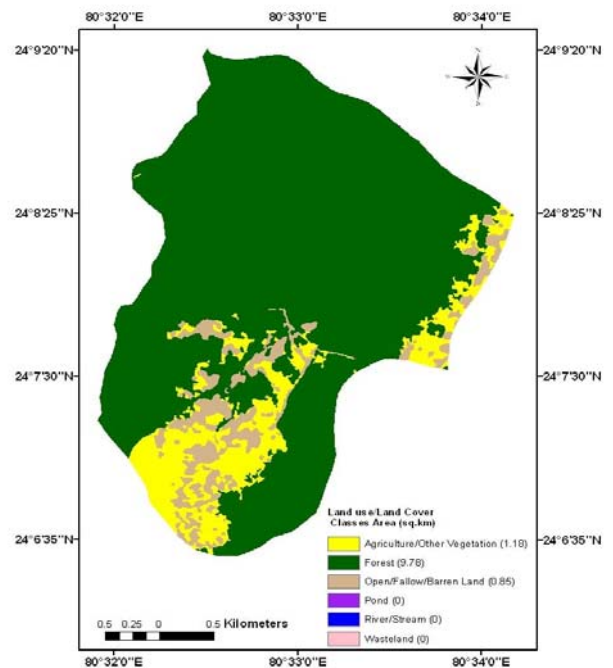 80°32'0"E 80°33'0"E 80°34'0"E
24°9'20"N 24°9'20"N
24°8'25"N 24°8'25"N
24°7'30"N 24°7'30"N
24°6'35"N 24°6'35"N
Land use/Land Cover
Classes Area (sq.km)
Agriculture/Other Vegetation (1.18)
Forest (9.78)
Open/Fallow/Barren Land (0.85)
Pond (0)
River/Stream (0)
Wasteland (0)
0.5 0.25 0 0.5 Kilometers
80°32'0"E 80°33'0"E 80°34'0"E